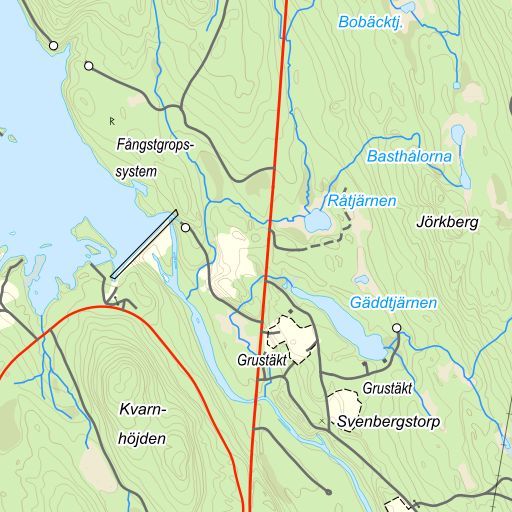 Bobäcktj.
Fångstgrops-
system
Basthålorna
Råtjärnen
Jörkberg
Gäddtjärnen
Grustäkt
Grustäkt
Kvarn-
höjden
Svenbergstorp